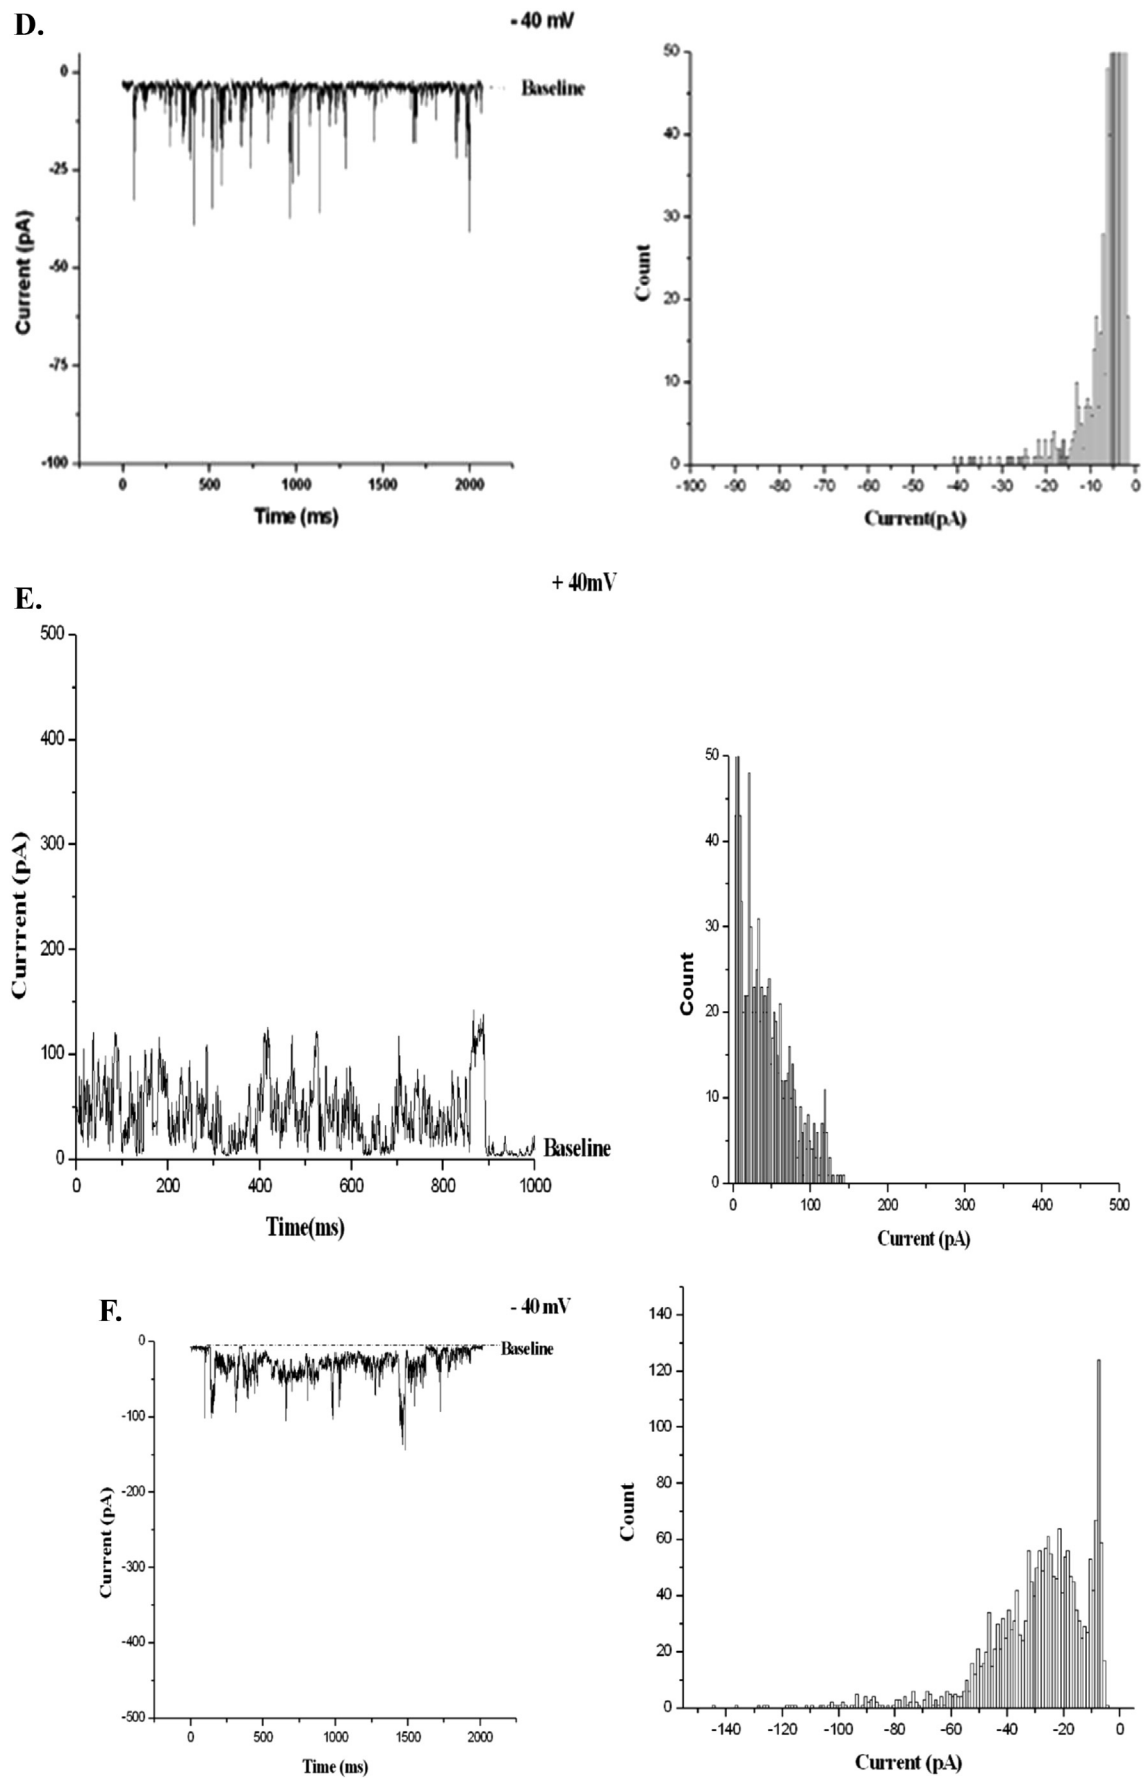 D.
- 40 mV
0
-25
-50
-75
-100
Current (pA)
Baseline
0 500 1000 1500 2000
Time (ms)
50
40
30
20
10
0
Count
-100 -90 -80 -70 -60 -50 -40 -30 -20 -10 0
Current(pA)
E.
+ 40mV
500
400
300
200
100
0
Currrent (pA)
Baseline
0 200 400 600 800 1000
Time(ms)
50
40
30
20
10
0
Count
0 100 200 300 400 500
Current (pA)
F.
- 40 mV
0
-100
-200
-300
-400
-500
Current (pA)
Baseline
0 500 1000 1500 2000
Time (ms)
140
120
100
80
60
40
20
0
Count
-140 -120 -100 -80 -60 -40 -20 0
Current (pA)